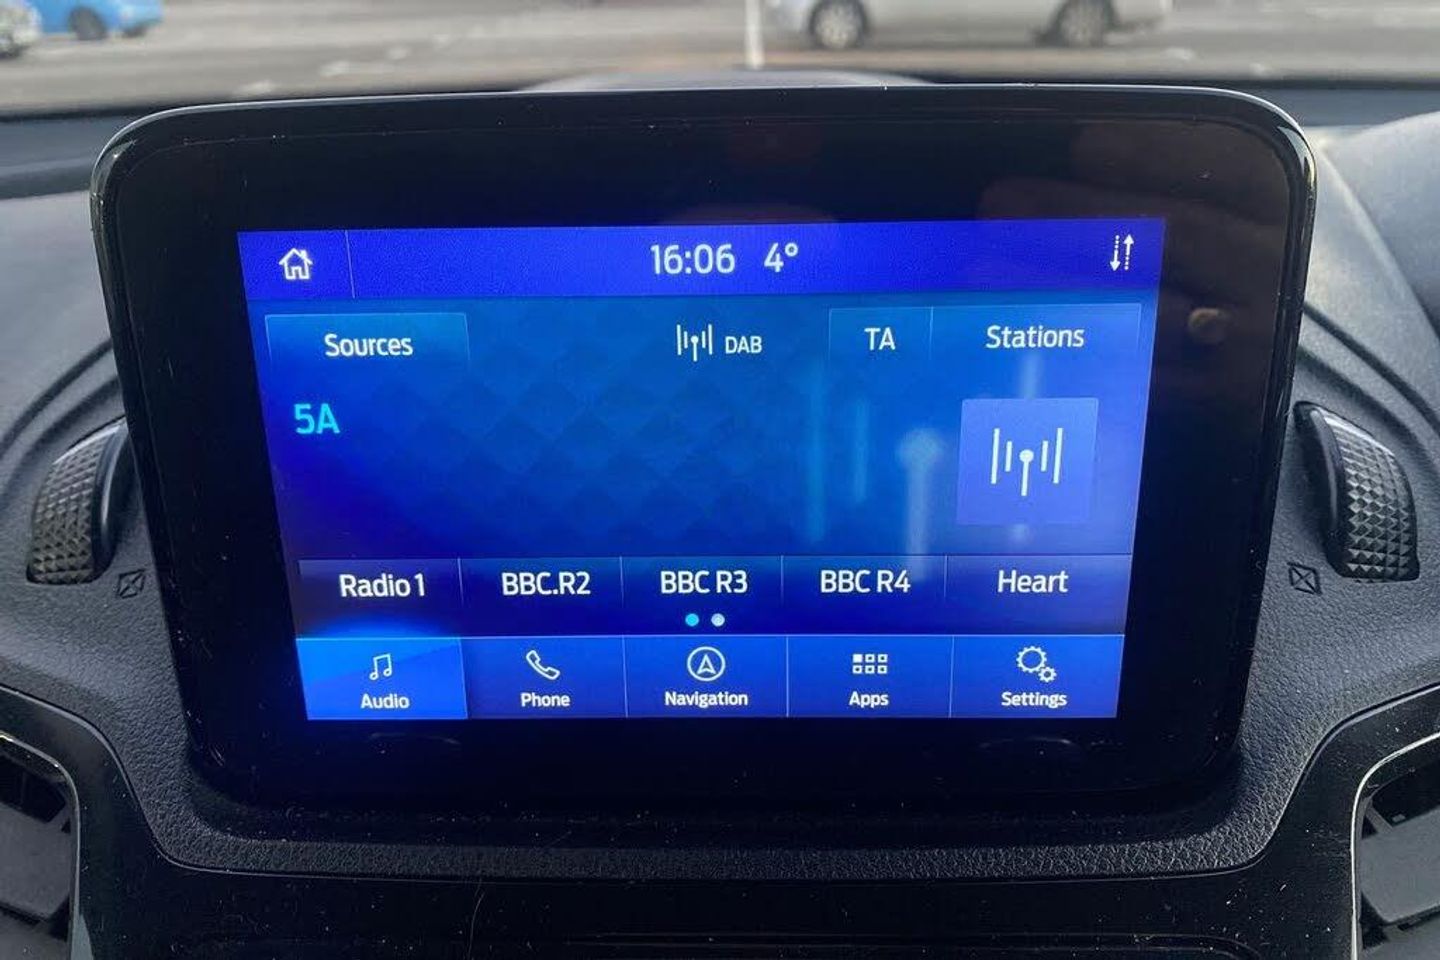 16:06 4°
Sources
DAB
TA
Stations
5A
Radio 1
BBC.R2
BBC R3
BBC R4
Heart
Audio
Phone
Navigation
Apps
Settings